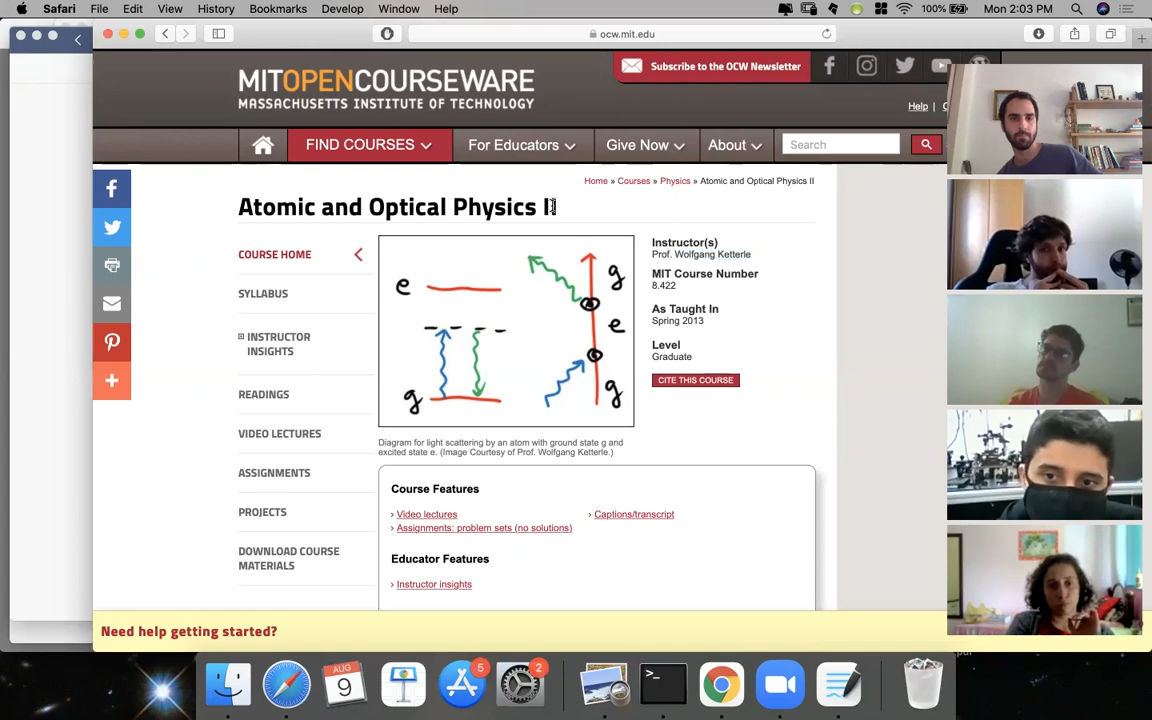 Safari File Edit View History Bookmarks Develop Window Help 100% Mon 2:03 PM
ocw.mit.edu
Subscribe to the OCW Newsletter
MITOPENCOURSEWARE
MASSACHUSETTS INSTITUTE OF TECHNOLOGY
Help |
FIND COURSES For Educators Give Now About Search
Home » Courses » Physics » Atomic and Optical Physics II
Atomic and Optical Physics II
COURSE HOME
SYLLABUS
INSTRUCTOR
INSIGHTS
READINGS
VIDEO LECTURES
ASSIGNMENTS
PROJECTS
DOWNLOAD COURSE
MATERIALS
e
g
g
e
g
Diagram for light scattering by an atom with ground state g and
excited state e. (Image Courtesy of Prof. Wolfgang Ketterle.)
Instructor(s)
Prof. Wolfgang Ketterle
MIT Course Number
8.422
As Taught In
Spring 2013
Level
Graduate
CITE THIS COURSE
Course Features
› Video lectures
› Captions/transcript
› Assignments: problem sets (no solutions)
Educator Features
› Instructor insights
Need help getting started?
pdf
AUG
9
5
2